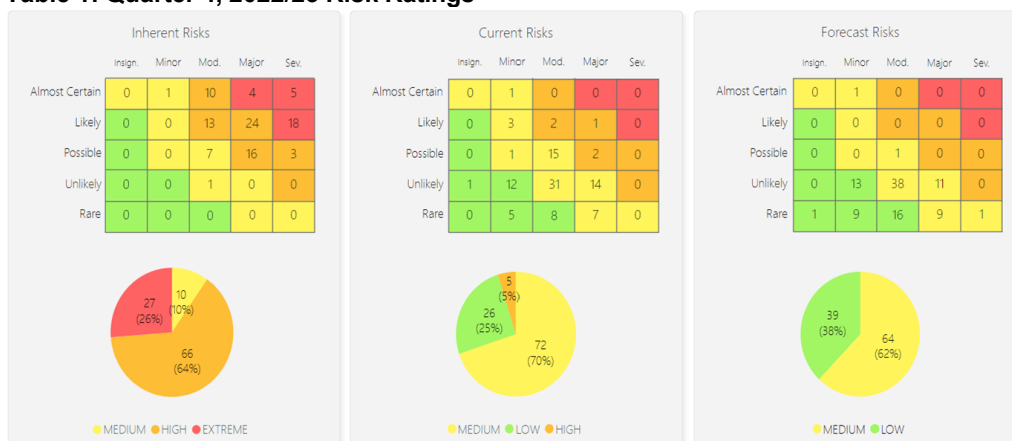 Table 1: Quarter 4, 2022/23 Risk Ratings
Inherent Risks
Insign. Minor Mod. Major Sev.
Almost Certain 0 1 10 4 5
Likely 0 0 13 24 18
Possible 0 0 7 16 3
Unlikely 0 0 1 0 0
Rare 0 0 0 0 0
10
(10%)
27
(26%)
66
(64%)
MEDIUM HIGH EXTREME
Current Risks
Insign. Minor Mod. Major Sev.
Almost Certain 0 1 0 0 0
Likely 0 3 2 1 0
Possible 0 1 15 2 0
Unlikely 1 12 31 14 0
Rare 0 5 8 7 0
5
(5%)
26
(25%)
72
(70%)
MEDIUM LOW HIGH
Forecast Risks
Insign. Minor Mod. Major Sev.
Almost Certain 0 1 0 0 0
Likely 0 0 0 0 0
Possible 0 0 1 0 0
Unlikely 0 13 38 11 0
Rare 1 9 16 9 1
39
(38%)
64
(62%)
MEDIUM LOW